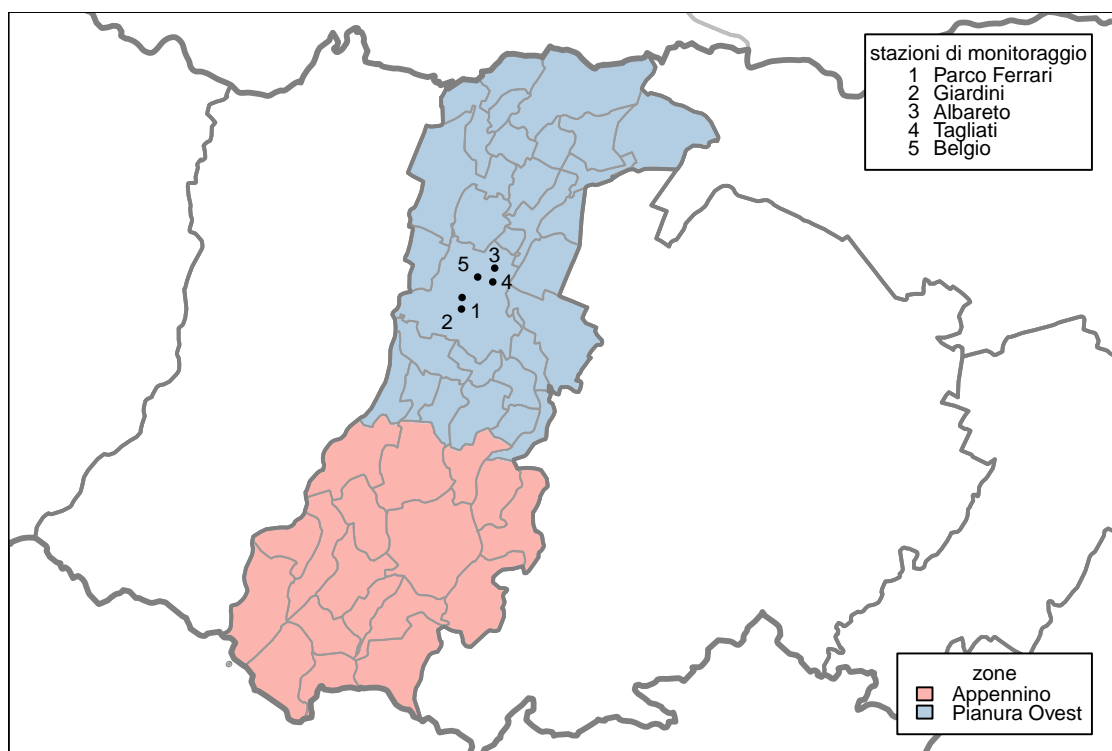 stazioni di monitoraggio
1 Parco Ferrari
2 Giardini
3 Albareto
4 Tagliati
5 Belgio
3
5
4
1
2
zone
Appennino
Pianura Ovest